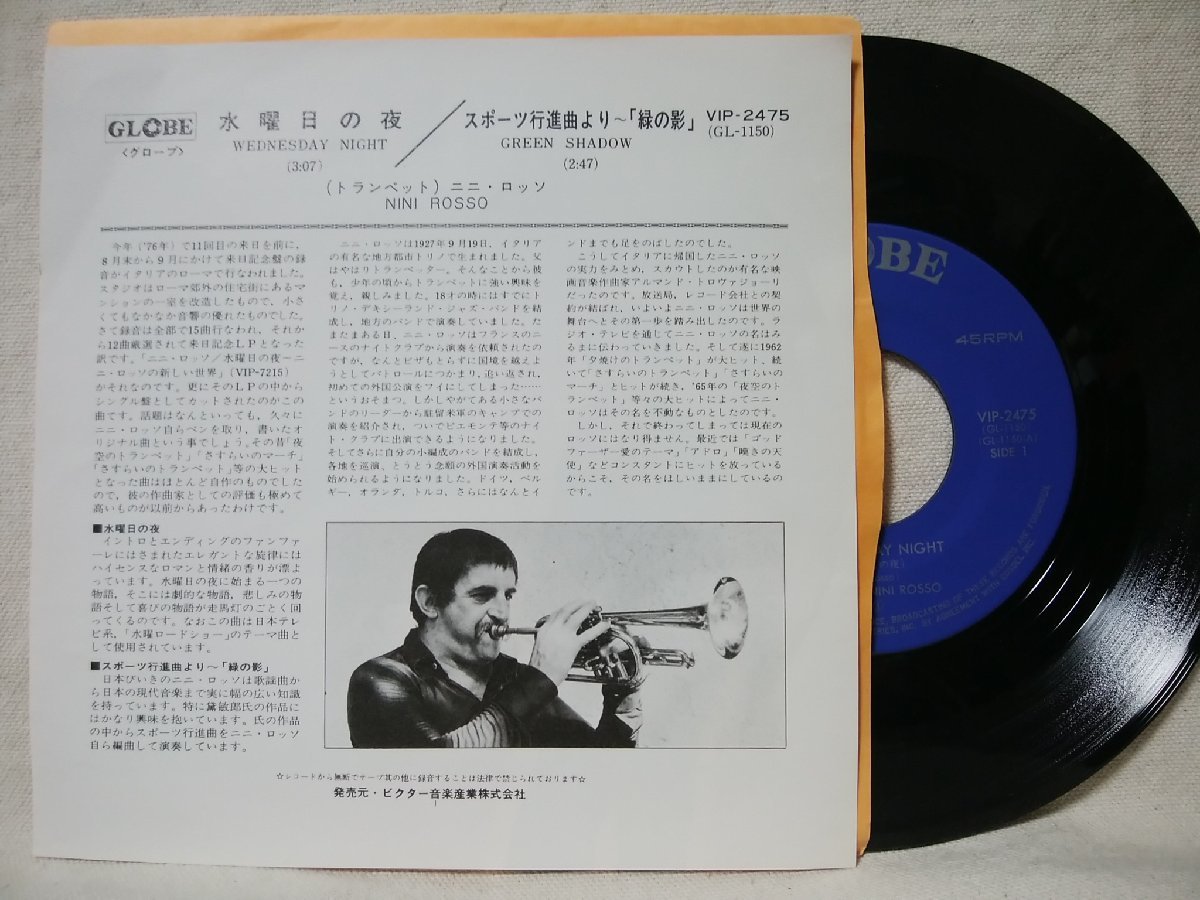 GLOBE
〈グローブ〉
水曜日の夜
WEDNESDAY NIGHT
(3:07)
スポーツ行進曲より〜「緑の影」
GREEN SHADOW
(2:47)
VIP-2475
(GL-1150)
(トランペット) ニニ・ロッソ
NINI ROSSO
今年('76年)で11回目の来日を前に,
8月末から9月にかけて来日記念盤の録
音がイタリアのローマで行なわれました。
スタジオはローマ郊外の住宅街にあるマ
ンションの一室を改造したもので,小さ
くてもなかなか音響の優れたものでした。
さて録音は全部で15曲行なわれ,それか
ら12曲厳選されて来日記念LPとなった
訳です。「ニニ・ロッソ/水曜日の夜〜ニ
ニ・ロッソの新しい世界」(VIP-7215)
がそれなのです。更にそのLPの中から
シングル盤としてカットされたのがこの
曲です。話題はなんといっても,久々に
ニニ・ロッソ自らペンを取り,書いたオ
リジナル曲という事でしょう。その昔「夜
空のトランペット」「さすらいのマーチ」
「さすらいのトランペット」等の大ヒット
となった曲はほとんど自作のものでした
ので,彼の作曲家としての評価も極めて
高いものが以前からあったわけです。
■水曜日の夜
イントロとエンディングのファンファ
ーレにはさまれたエレガントな旋律には
ハイセンスなロマンと情緒の香りが漂よ
っています。水曜日の夜に始まる一つの
物語,そこには劇的な物語,悲しみの物
語そして喜びの物語が走馬灯のごとく回
ってくるのです。なおこの曲は日本テレ
ビ系,「水曜ロードショー」のテーマ曲と
して使用されています。
■スポーツ行進曲より〜「緑の影」
日本びいきのニニ・ロッソは歌謡曲か
ら日本の現代音楽まで実に幅の広い知識
を持っています。特に黛敏郎氏の作品に
はかなり興味を抱いています。氏の作品
の中からスポーツ行進曲をニニ・ロッソ
自ら編曲して演奏しています。
ニニ・ロッソは1927年9月19日,イタリア
の有名な地方都市トリノで生まれました。父
はやはりトランペッター。そんなことから彼
も,少年の頃からトランペットに強い興味を
覚え,親しみました。18才の時にはすでにト
リノ・デキシーランド・ジャズ・バンドを結
成し,地方のバンドで演奏していました。た
またまある日,ニニ・ロッソはフランスのニ
ースのナイトクラブから演奏を依頼されたの
ですが,なんとビザもとらずに国境を越えよ
うとしてパトロールにつかまり,追い返され,
初めての外国公演をフイにしてしまった……
というおそまつ。しかしやがてある小さなバ
ンドのリーダーから駐留米軍のキャンプでの
演奏を紹介され,ついでピエモンテ等のナイ
ト・クラブに出演できるようになりました。
そしてさらに自分の小編成のバンドを結成し,
各地を巡演,とうとう念願の外国演奏活動を
始められるようになりました。ドイツ,ベル
ギー,オランダ,トルコ,さらにはなんとイ
ンドまでも足をのばしたのでした。
こうしてイタリアに帰国したニニ・ロッソ
の実力をみとめ,スカウトしたのが有名な映
画音楽作曲家アルマンド・トロヴァジョーリ
だったのです。放送局,レコード会社との契
約が結ばれ,いよいよニニ・ロッソは世界の
舞台へとその第一歩を踏み出したのです。ラ
ジオ・テレビを通してニニ・ロッソの名はみ
るまに伝わっていきました。そして遂に1962
年「夕焼けのトランペット」が大ヒット,続
いて「さすらいのトランペット」「さすらいの
マーチ」とヒットが続き,'65年の「夜空のト
ランペット」等々の大ヒットによってニニ・
ロッソはその名を不動なものとしたのです。
しかし,それで終わってしまっては現在の
ロッソにはなり得ません。最近では「ゴッド
ファーザー愛のテーマ」「アドロ」「嘆きの天
使」などコンスタントにヒットを放っている
からこそ,その名をほしいままにしているの
です。
☆レコードから無断でテープ其の他に録音することは法律で禁じられております☆
発売元・ビクター音楽産業株式会社
OBE
45RPM
VIP-2475
(GL-1150)
(GL-1150-A)
SIDE 1
AY NIGHT
の夜)
NINI ROSSO